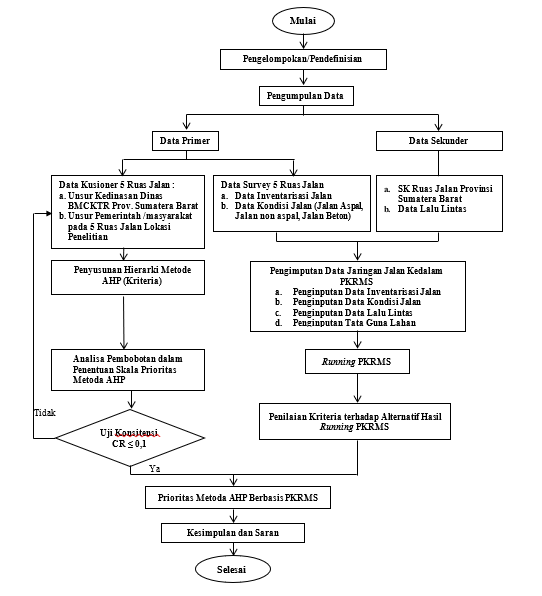 Mulai
Pengelompokan/Pendefinisian
Pengumpulan Data
Data Primer
Data Sekunder
Data Kusioner 5 Ruas Jalan :
a. Unsur Kedinasan Dinas
BMCKTR Prov. Sumatera Barat
b. Unsur Pemerintah /masyarakat
pada 5 Ruas Jalan Lokasi
Penelitian
Data Survey 5 Ruas Jalan
a. Data Inventarisasi Jalan
b. Data Kondisi Jalan (Jalan Aspal,
Jalan non aspal, Jalan Beton)
a. SK Ruas Jalan Provinsi
Sumatera Barat
b. Data Lalu Lintas
Penyusunan Hierarki Metode
AHP (Kriteria)
Pengimputan Data Jaringan Jalan Kedalam
PKRMS
a. Penginputan Data Inventarisasi Jalan
b. Penginputan Data Kondisi Jalan
c. Penginputan Data Lalu Lintas
d. Penginputan Tata Guna Lahan
Analisa Pembobotan dalam
Penentuan Skala Prioritas
Metoda AHP
Running PKRMS
Tidak
Uji Konsitensi
CR ≤ 0,1
Penilaian Kriteria terhadap Alternatif Hasil
Running PKRMS
Ya
Prioritas Metoda AHP Berbasis PKRMS
Kesimpulan dan Saran
Selesai